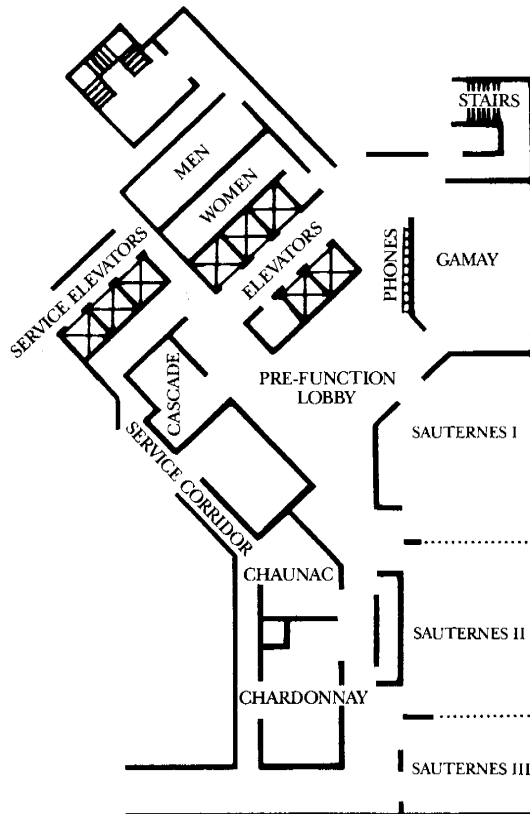 STAIRS
MEN
WOMEN
SERVICE ELEVATORS
ELEVATORS
PHONES
GAMAY
CASCADE
PRE-FUNCTION
LOBBY
SAUTERNES I
SERVICE CORRIDOR
CHAUNAC
SAUTERNES II
CHARDONNAY
SAUTERNES III